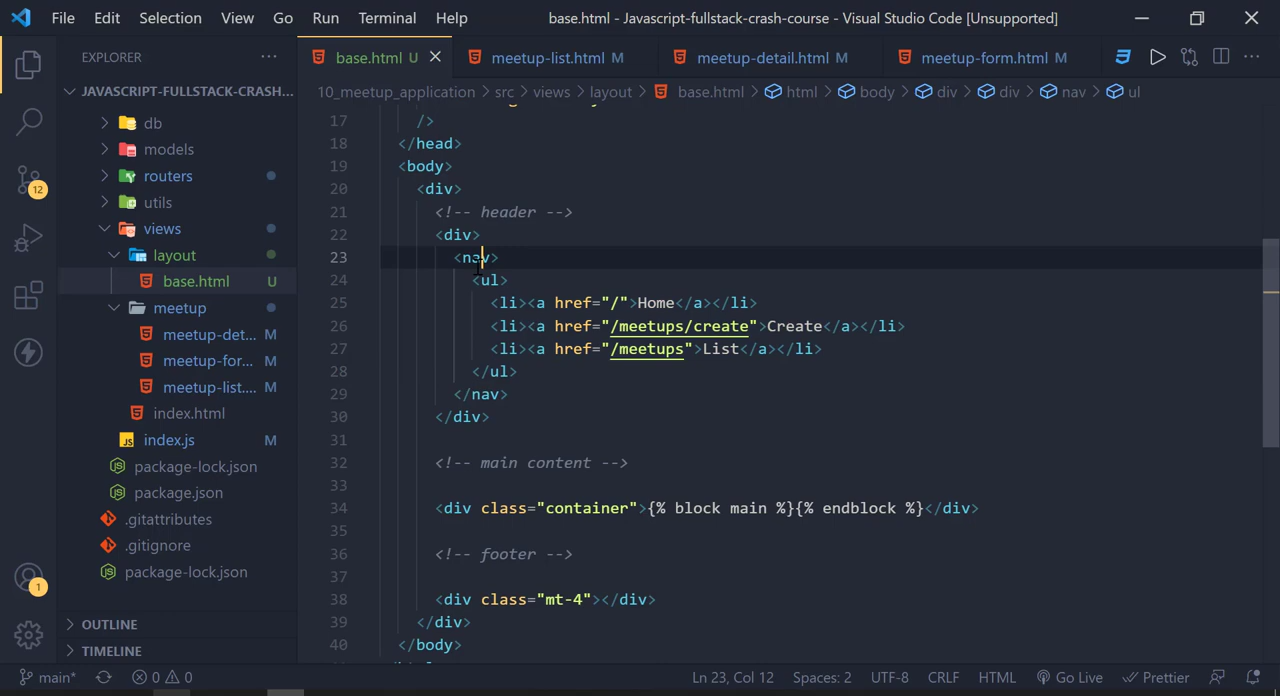 File Edit Selection View Go Run Terminal Help base.html - Javascript-fullstack-crash-course - Visual Studio Code [Unsupported]
EXPLORER ···
base.html U
meetup-list.html M
meetup-detail.html M
meetup-form.html M
JAVASCRIPT-FULLSTACK-CRASH...
10_meetup_application > src > views > layout > base.html > html > body > div > div > nav > ul
db
models
routers
utils
views
layout
base.html U
meetup
meetup-det... M
meetup-for... M
meetup-list.... M
index.html
index.js M
package-lock.json
package.json
.gitattributes
.gitignore
package-lock.json
OUTLINE
TIMELINE
12
1
17 />
18 </head>
19 <body>
20 <div>
21 <!-- header -->
22 <div>
23 <nav>
24 <ul>
25 <li><a href="/">Home</a></li>
26 <li><a href="/meetups/create">Create</a></li>
27 <li><a href="/meetups">List</a></li>
28 </ul>
29 </nav>
30 </div>
31
32 <!-- main content -->
33
34 <div class="container">{% block main %}{% endblock %}</div>
35
36 <!-- footer -->
37
38 <div class="mt-4"></div>
39 </div>
40 </body>
main* 0 0 Ln 23, Col 12 Spaces: 2 UTF-8 CRLF HTML Go Live Prettier